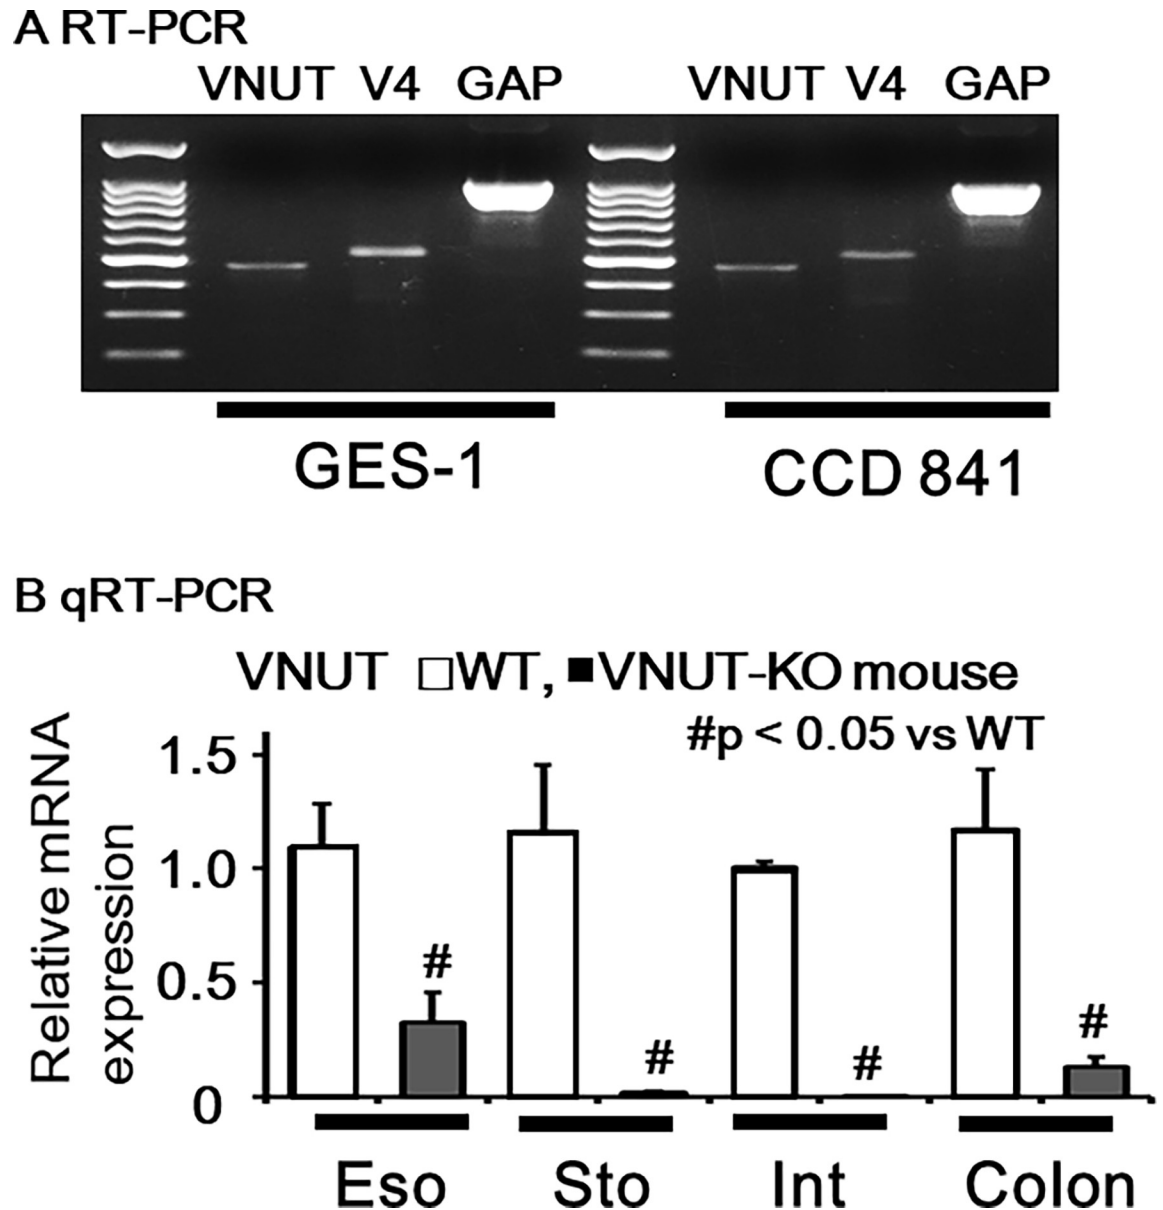 A RT-PCR
VNUT V4 GAP VNUT V4 GAP
GES-1 CCD 841
B qRT-PCR
VNUT □WT, ■VNUT-KO mouse
#p < 0.05 vs WT
Relative mRNA
expression
1.5
1.0
0.5
0
# # # #
Eso Sto Int Colon